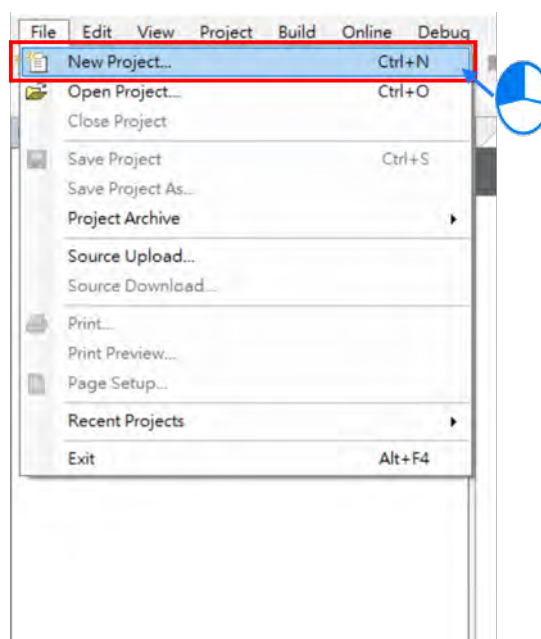 File Edit View Project Build Online Debug
New Project... Ctrl+N
Open Project... Ctrl+O
Close Project
Save Project Ctrl+S
Save Project As...
Project Archive
Source Upload...
Source Download...
Print...
Print Preview...
Page Setup...
Recent Projects
Exit Alt+F4